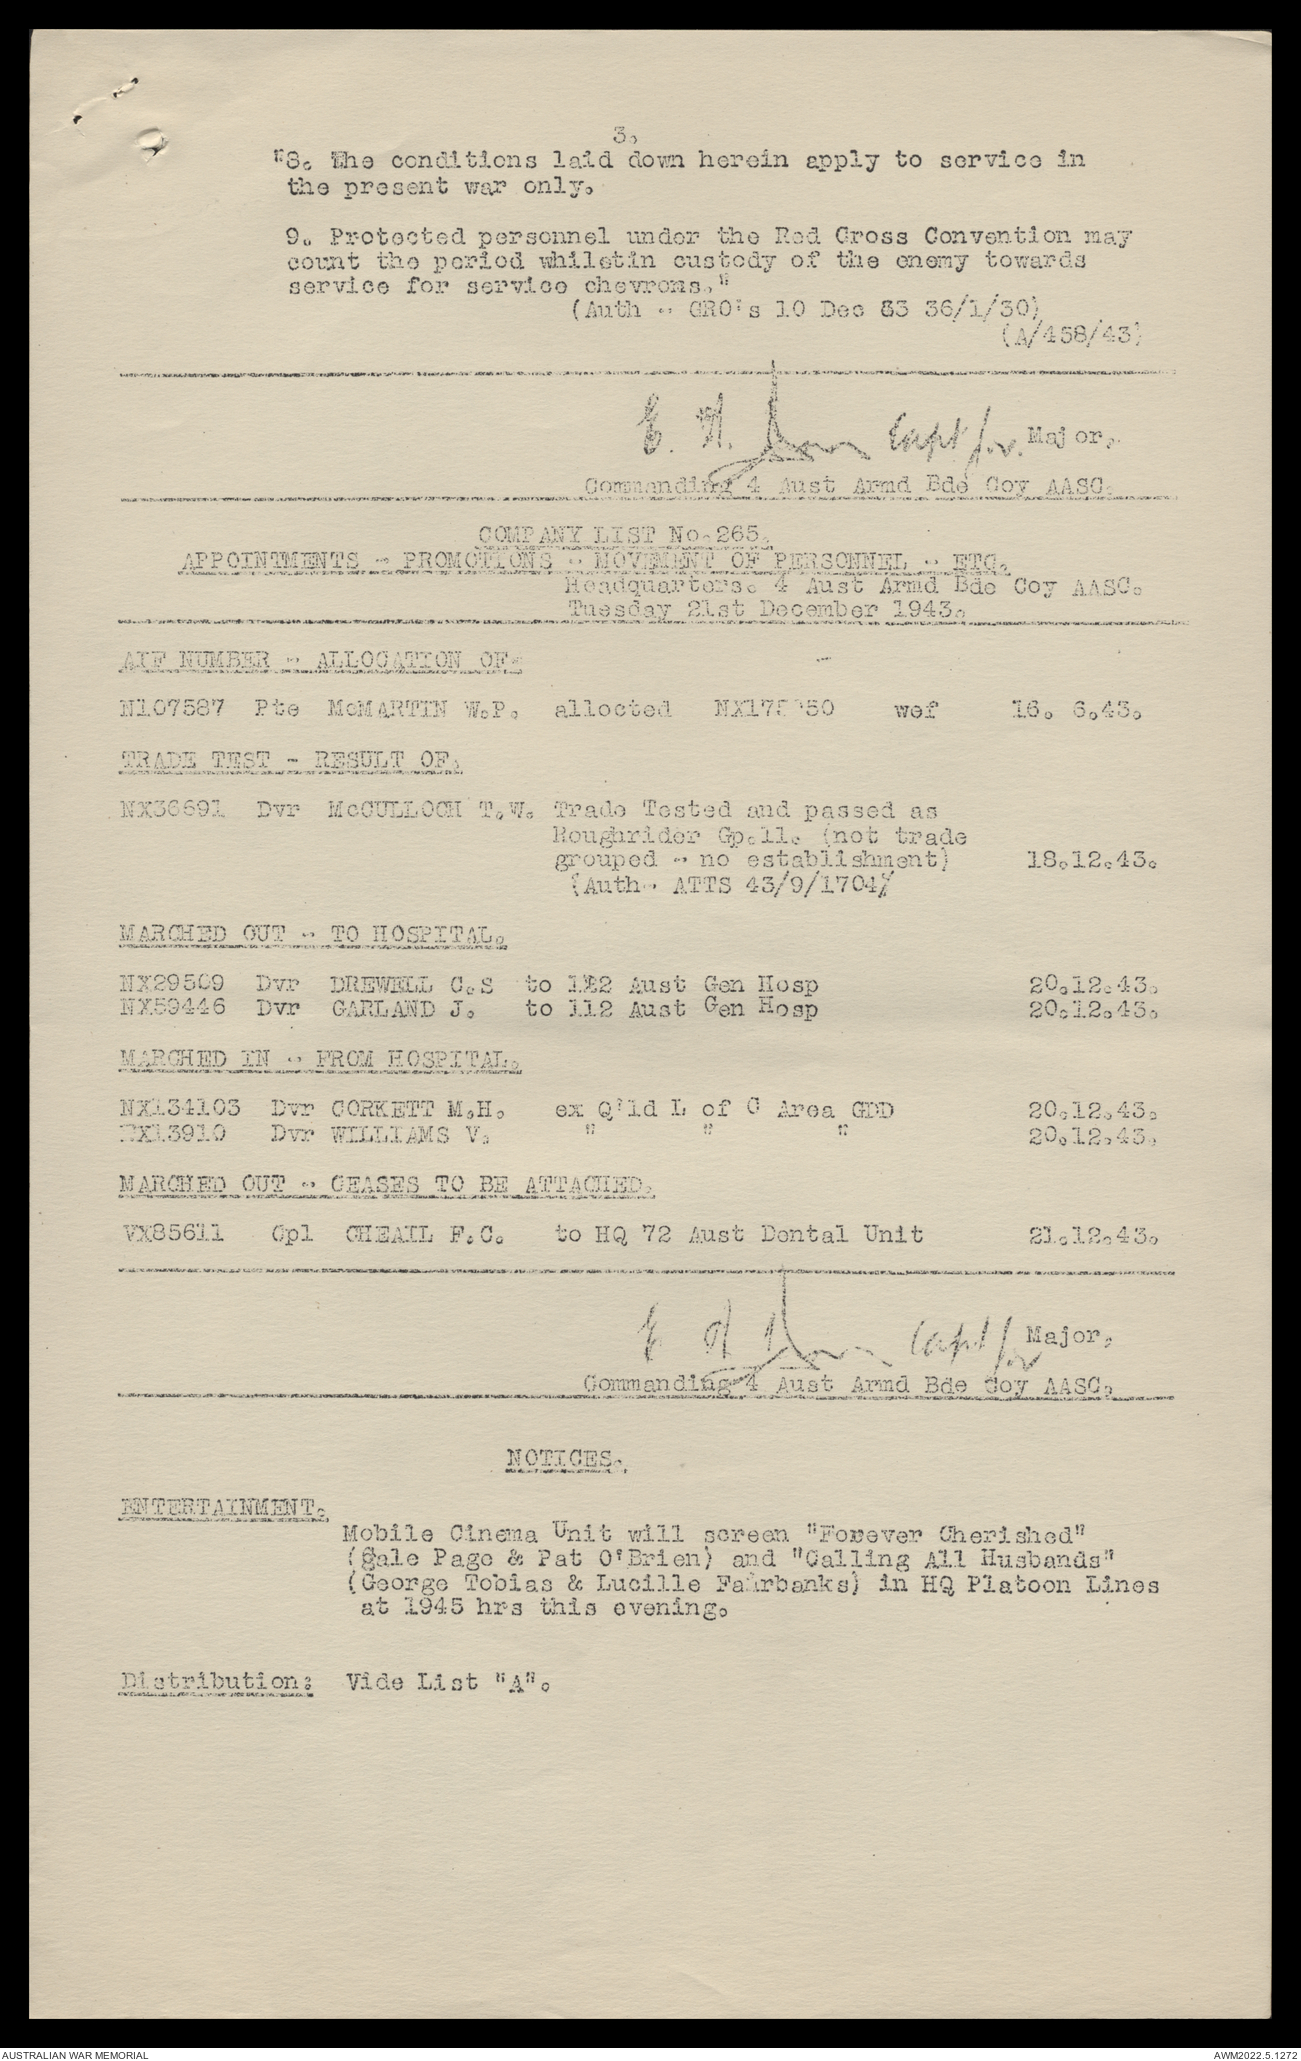 3.
"8. The conditions laid down herein apply to service in
the present war only.
9. Protected personnel under the Red Cross Convention may
count the period whiletin custody of the enemy towards
service for service chevrons."
(Auth - GRO's 10 Dec 83 36/1/30)
(A/458/43)
E. A. Capt for Major.
Commanding 4 Aust Armd Bde Coy AASC.
COMPANY LIST No.265.
APPOINTMENTS - PROMOTIONS - MOVEMENT OF PERSONNEL - ETC.
Headquarters. 4 Aust Armd Bde Coy AASC.
Tuesday 21st December 1943.
AIF NUMBER - ALLOCATION OF-
N107587 Pte McMARTIN W.P. allocted wef 16. 6.43.
TRADE TEST - RESULT OF.
NX36691 Dvr McCULLOCH T.W. Trade Tested and passed as
Roughrider Gp.11. (not trade
grouped - no establishment) 18.12.43.
(Auth- ATTS 43/9/1704)
MARCHED OUT - TO HOSPITAL.
NX29509 Dvr DREWELL C.S to 112 Aust Gen Hosp 20.12.43.
NX59446 Dvr GARLAND J. to 112 Aust Gen Hosp 20.12.43.
MARCHED IN - FROM HOSPITAL.
NX134103 Dvr CORKETT M.H. ex Q'ld L of C Area GDD 20.12.43.
NX13910 Dvr WILLIAMS V. " " " 20.12.43.
MARCHED OUT - CEASES TO BE ATTACHED.
VX85611 Cpl CHEAIL F.C. to HQ 72 Aust Dental Unit 21.12.43.
E A Capt for Major.
Commanding 4 Aust Armd Bde Coy AASC.
NOTICES.
ENTERTAINMENT.
Mobile Cinema Unit will screen "Forever Cherished"
(Gale Page & Pat O'Brien) and "Calling All Husbands"
(George Tobias & Lucille Fairbanks) in HQ Platoon Lines
at 1945 hrs this evening.
Distribution: Vide List "A".
AUSTRALIAN WAR MEMORIAL
AWM2022.5.1272